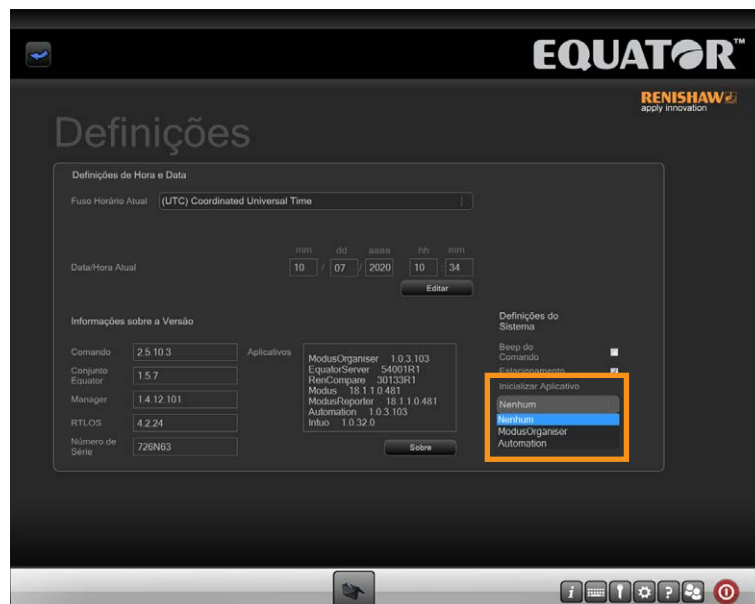 EQUATOR™
RENISHAW
apply innovation
Definições
Definições de Hora e Data
Fuso Horário Atual (UTC) Coordinated Universal Time
mm dd aaaa hh mm
Data/Hora Atual 10 / 07 / 2020 10 : 34
Editar
Informações sobre a Versão
Comando 2.5.10.3
Conjunto Equator 1.5.7
Manager 1.4.12.101
RTLOS 4.2.24
Número de Série 726N63
Aplicativos
ModusOrganiser 1.0.3.103
EquatorServer 54001R1
RenCompare 30133R1
Modus 18.1 1.0.481
ModusReporter 18.1 1.0.481
Automation 1.0.3.103
Intuo 1.0.32.0
Sobre
Definições do
Sistema
Beep do
Comando
Estacionamento
Inicializar Aplicativo
Nenhum
Nenhum
ModusOrganiser
Automation